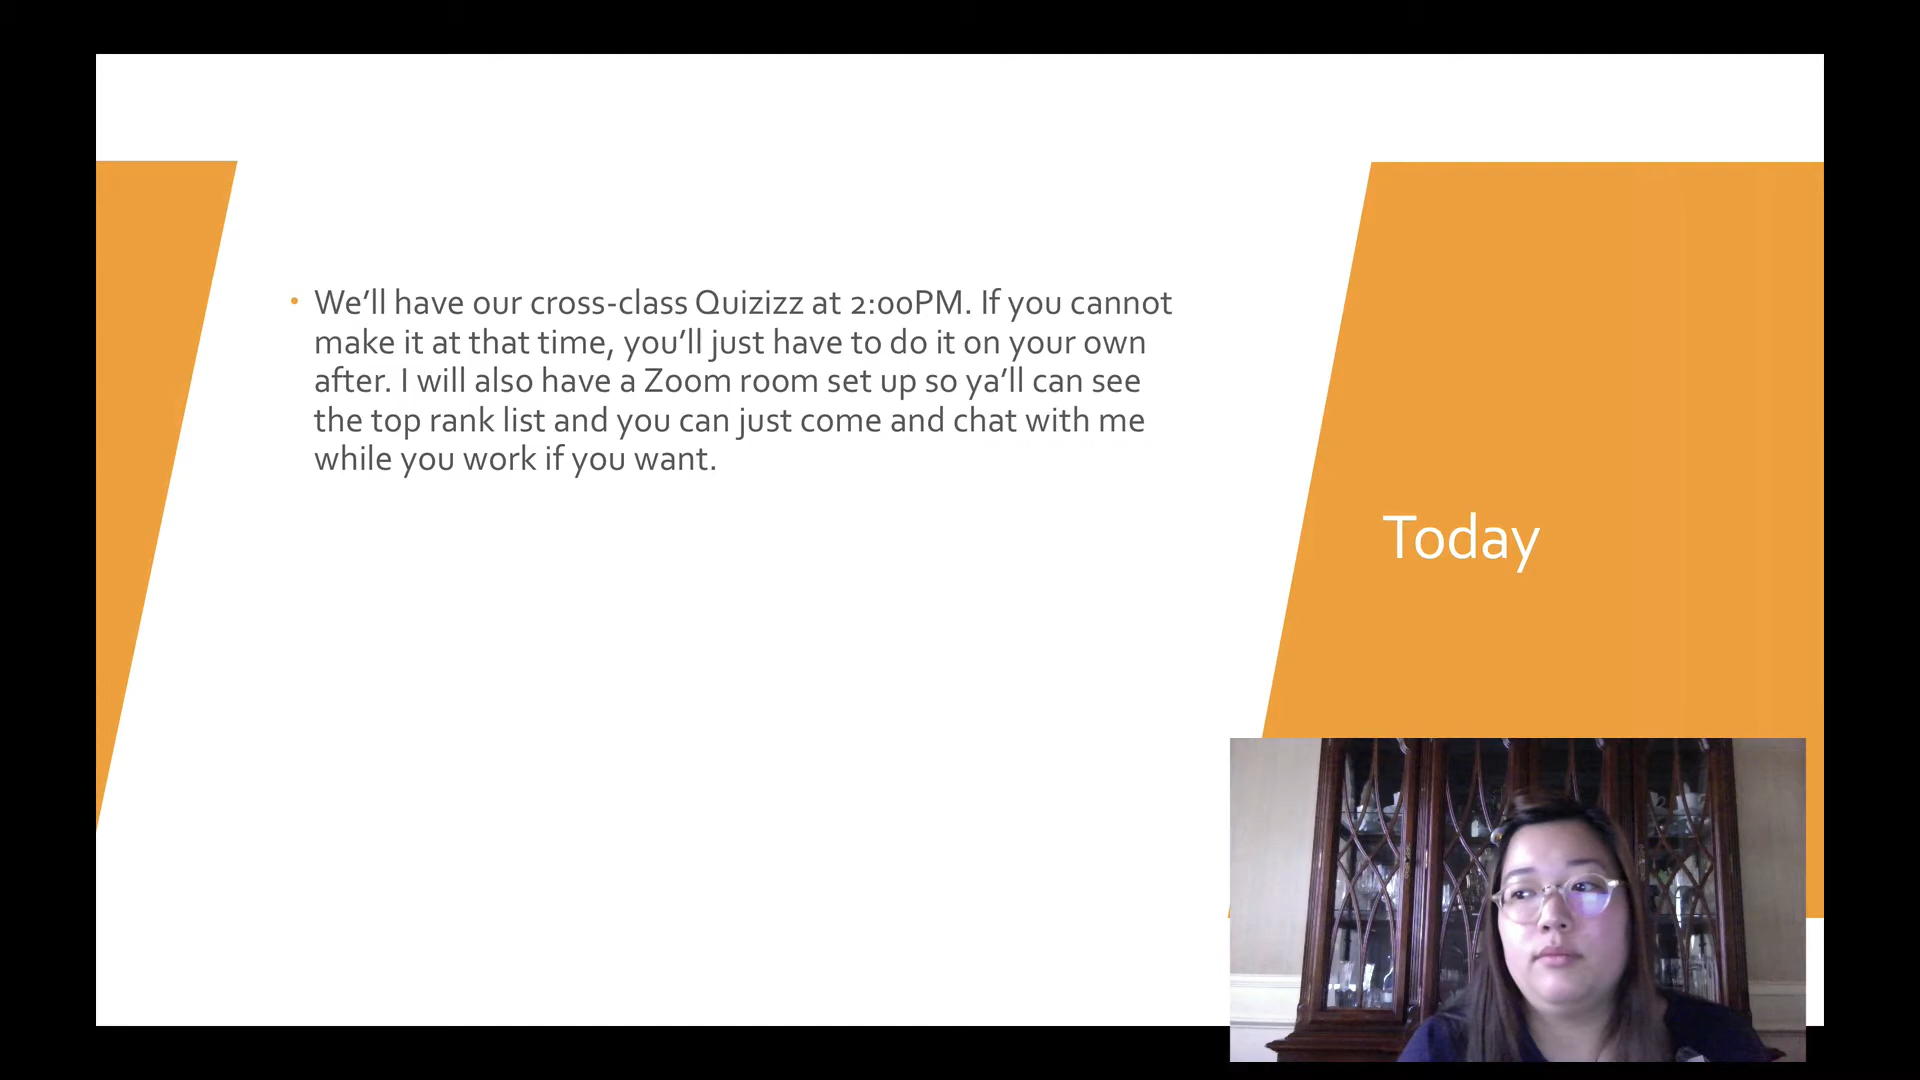 We’ll have our cross-class Quizizz at 2:00PM. If you cannot
make it at that time, you’ll just have to do it on your own
after. I will also have a Zoom room set up so ya’ll can see
the top rank list and you can just come and chat with me
while you work if you want.
Today